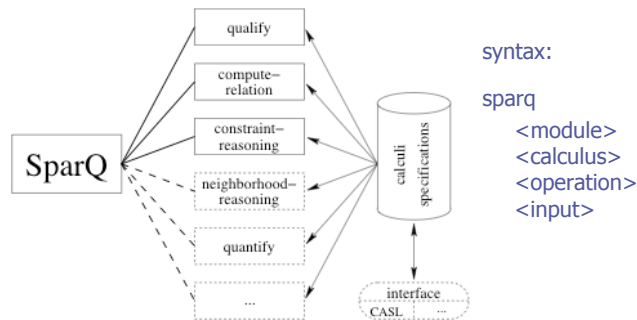 SparQ
qualify
compute–
relation
constraint–
reasoning
neighborhood–
reasoning
quantify
...
calculi
specifications
interface
CASL ...
syntax:
sparq
<module>
<calculus>
<operation>
<input>